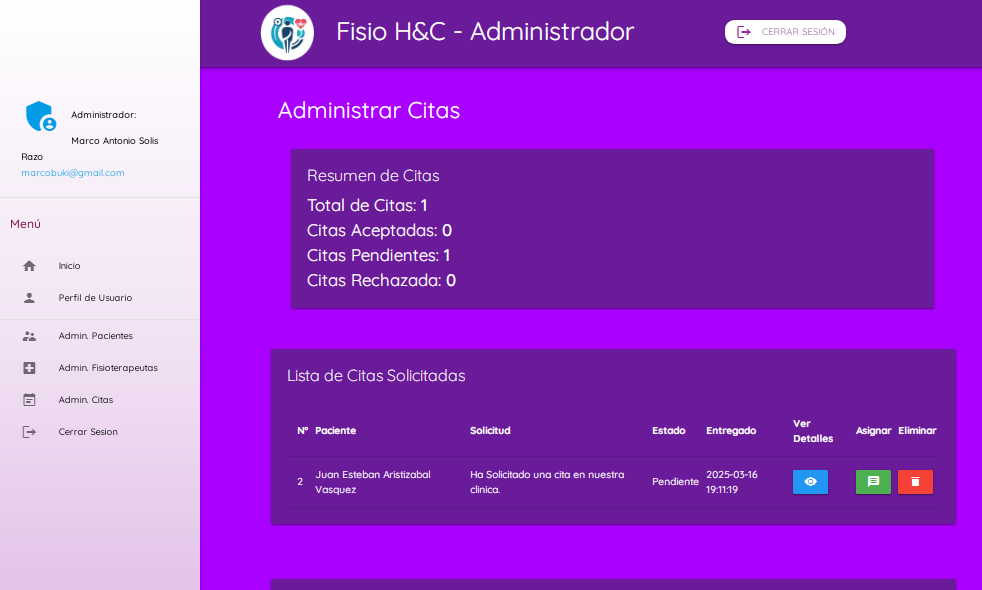 Fisio H&C - Administrador
CERRAR SESIÓN
Administrador:
Marco Antonio Solis
Razo
marcobuki@gmail.com
Menú
Inicio
Perfil de Usuario
Admin. Pacientes
Admin. Fisioterapeutas
Admin. Citas
Cerrar Sesion
Administrar Citas
Resumen de Citas
Total de Citas: 1
Citas Aceptadas: 0
Citas Pendientes: 1
Citas Rechazada: 0
Lista de Citas Solicitadas
Nº Paciente Solicitud Estado Entregado Ver Detalles Asignar Eliminar
2 Juan Esteban Aristizabal Vasquez Ha Solicitado una cita en nuestra clinica. Pendiente 2025-03-16 19:11:19